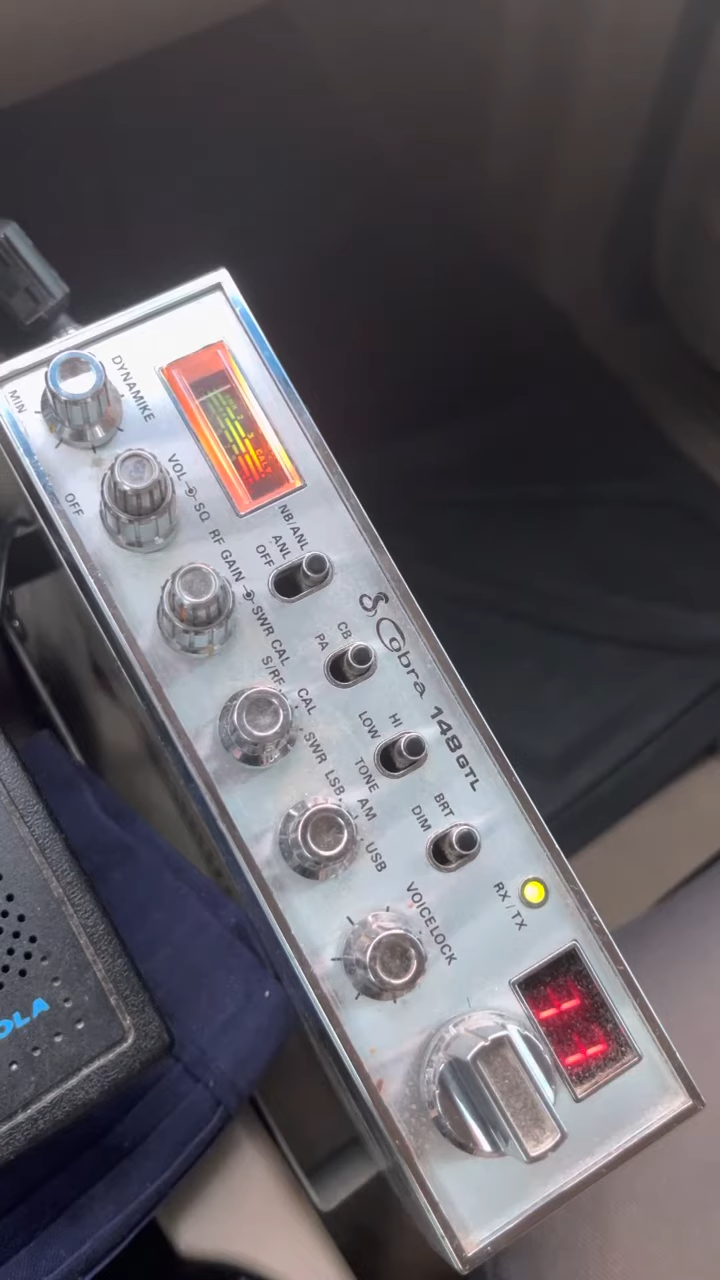 DYNAMIKE
MIN
VOL
SQ
OFF
RF GAIN
SWR CAL
NB/ANL
ANL
OFF
S/RF
CAL
SWR
CB
PA
Cobra 148GTL
HI
LOW
TONE
LSB
AM
USB
BRT
DIM
VOICELOCK
RX / TX
CAL
OLA